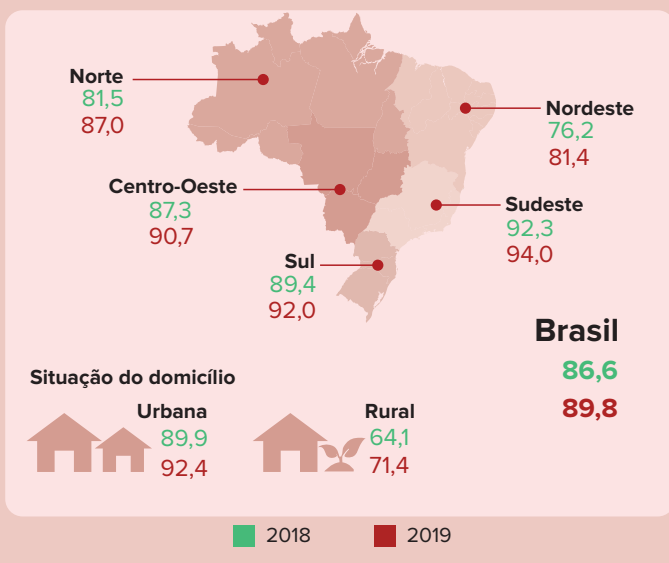 Norte
81,5
87,0
Nordeste
76,2
81,4
Centro-Oeste
87,3
90,7
Sudeste
92,3
94,0
Sul
89,4
92,0
Brasil
86,6
89,8
Situação do domicílio
Urbana
89,9
92,4
Rural
64,1
71,4
2018
2019